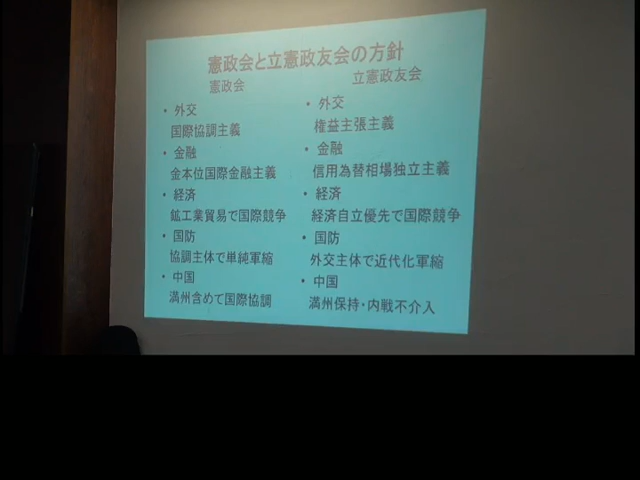 憲政会と立憲政友会の方針
憲政会
・外交
国際協調主義
・金融
金本位国際金融主義
・経済
鉱工業貿易で国際競争
・国防
協調主体で単純軍縮
・中国
満州含めて国際協調
立憲政友会
・外交
権益主張主義
・金融
信用為替相場独立主義
・経済
経済自立優先で国際競争
・国防
外交主体で近代化軍縮
・中国
満州保持・内戦不介入